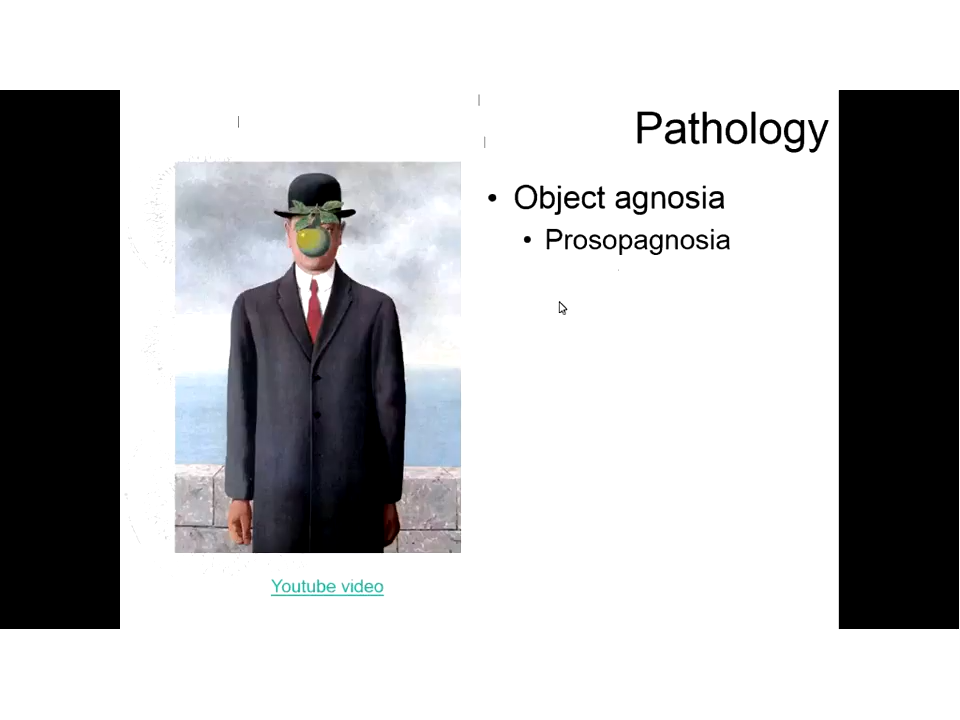 Pathology
• Object agnosia
• Prosopagnosia
Youtube video